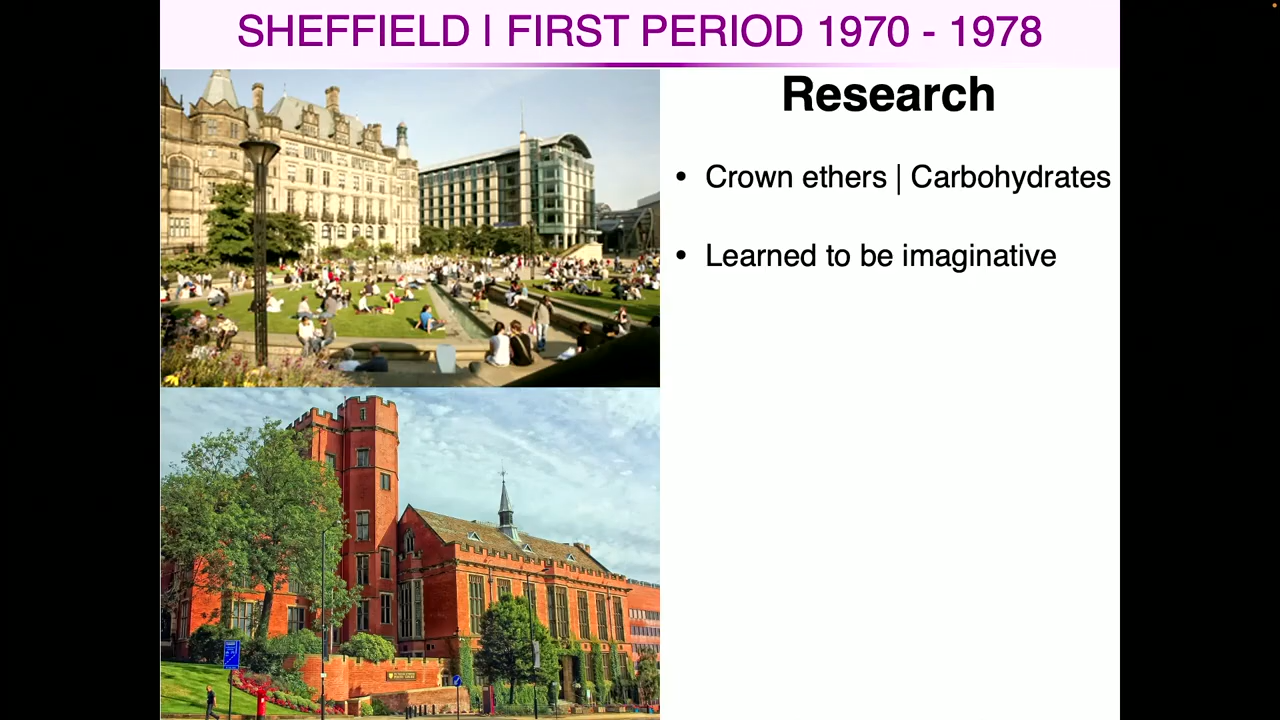 SHEFFIELD | FIRST PERIOD 1970 - 1978
Research
• Crown ethers | Carbohydrates
• Learned to be imaginative